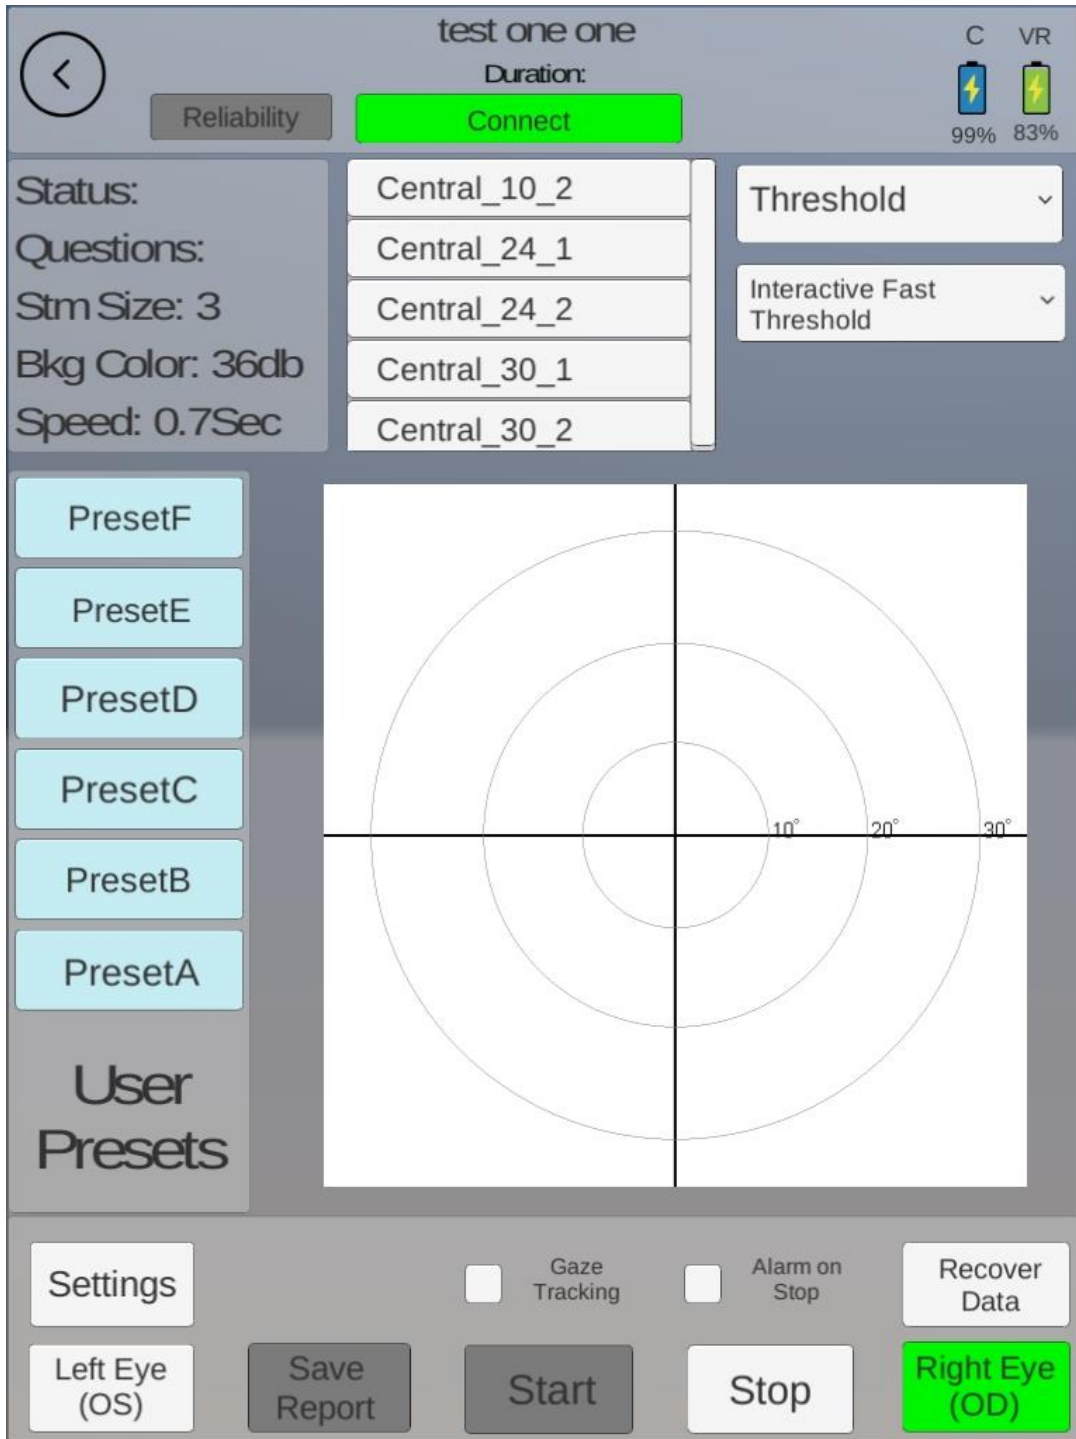 test one one
C VR
Duration:
Reliability
Connect
99% 83%
Status:
Questions:
Stm Size: 3
Bkg Color: 36db
Speed: 0.7Sec
Central_10_2
Central_24_1
Central_24_2
Central_30_1
Central_30_2
Threshold
Interactive Fast
Threshold
PresetF
PresetE
PresetD
PresetC
PresetB
PresetA
User
Presets
10° 20° 30°
Settings
Gaze
Tracking
Alarm on
Stop
Recover
Data
Left Eye
(OS)
Save
Report
Start
Stop
Right Eye
(OD)